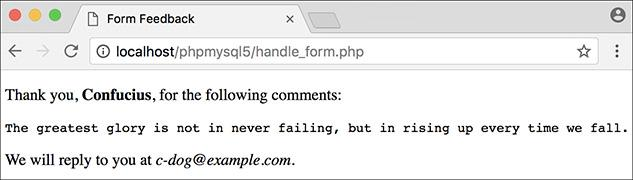 Form Feedback
localhost/phpmysql5/handle_form.php
Thank you, Confucius, for the following comments:
The greatest glory is not in never failing, but in rising up every time we fall.
We will reply to you at c-dog@example.com.